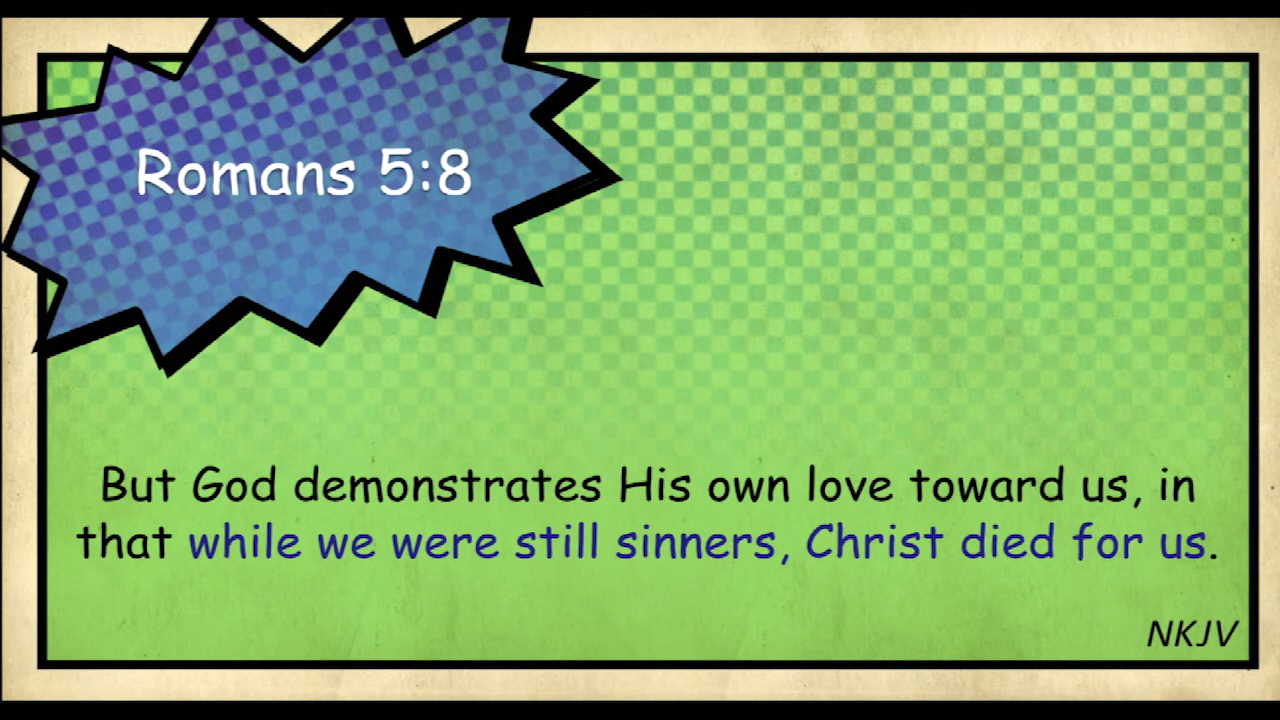 Romans 5:8
But God demonstrates His own love toward us, in
that while we were still sinners, Christ died for us.
NKJV